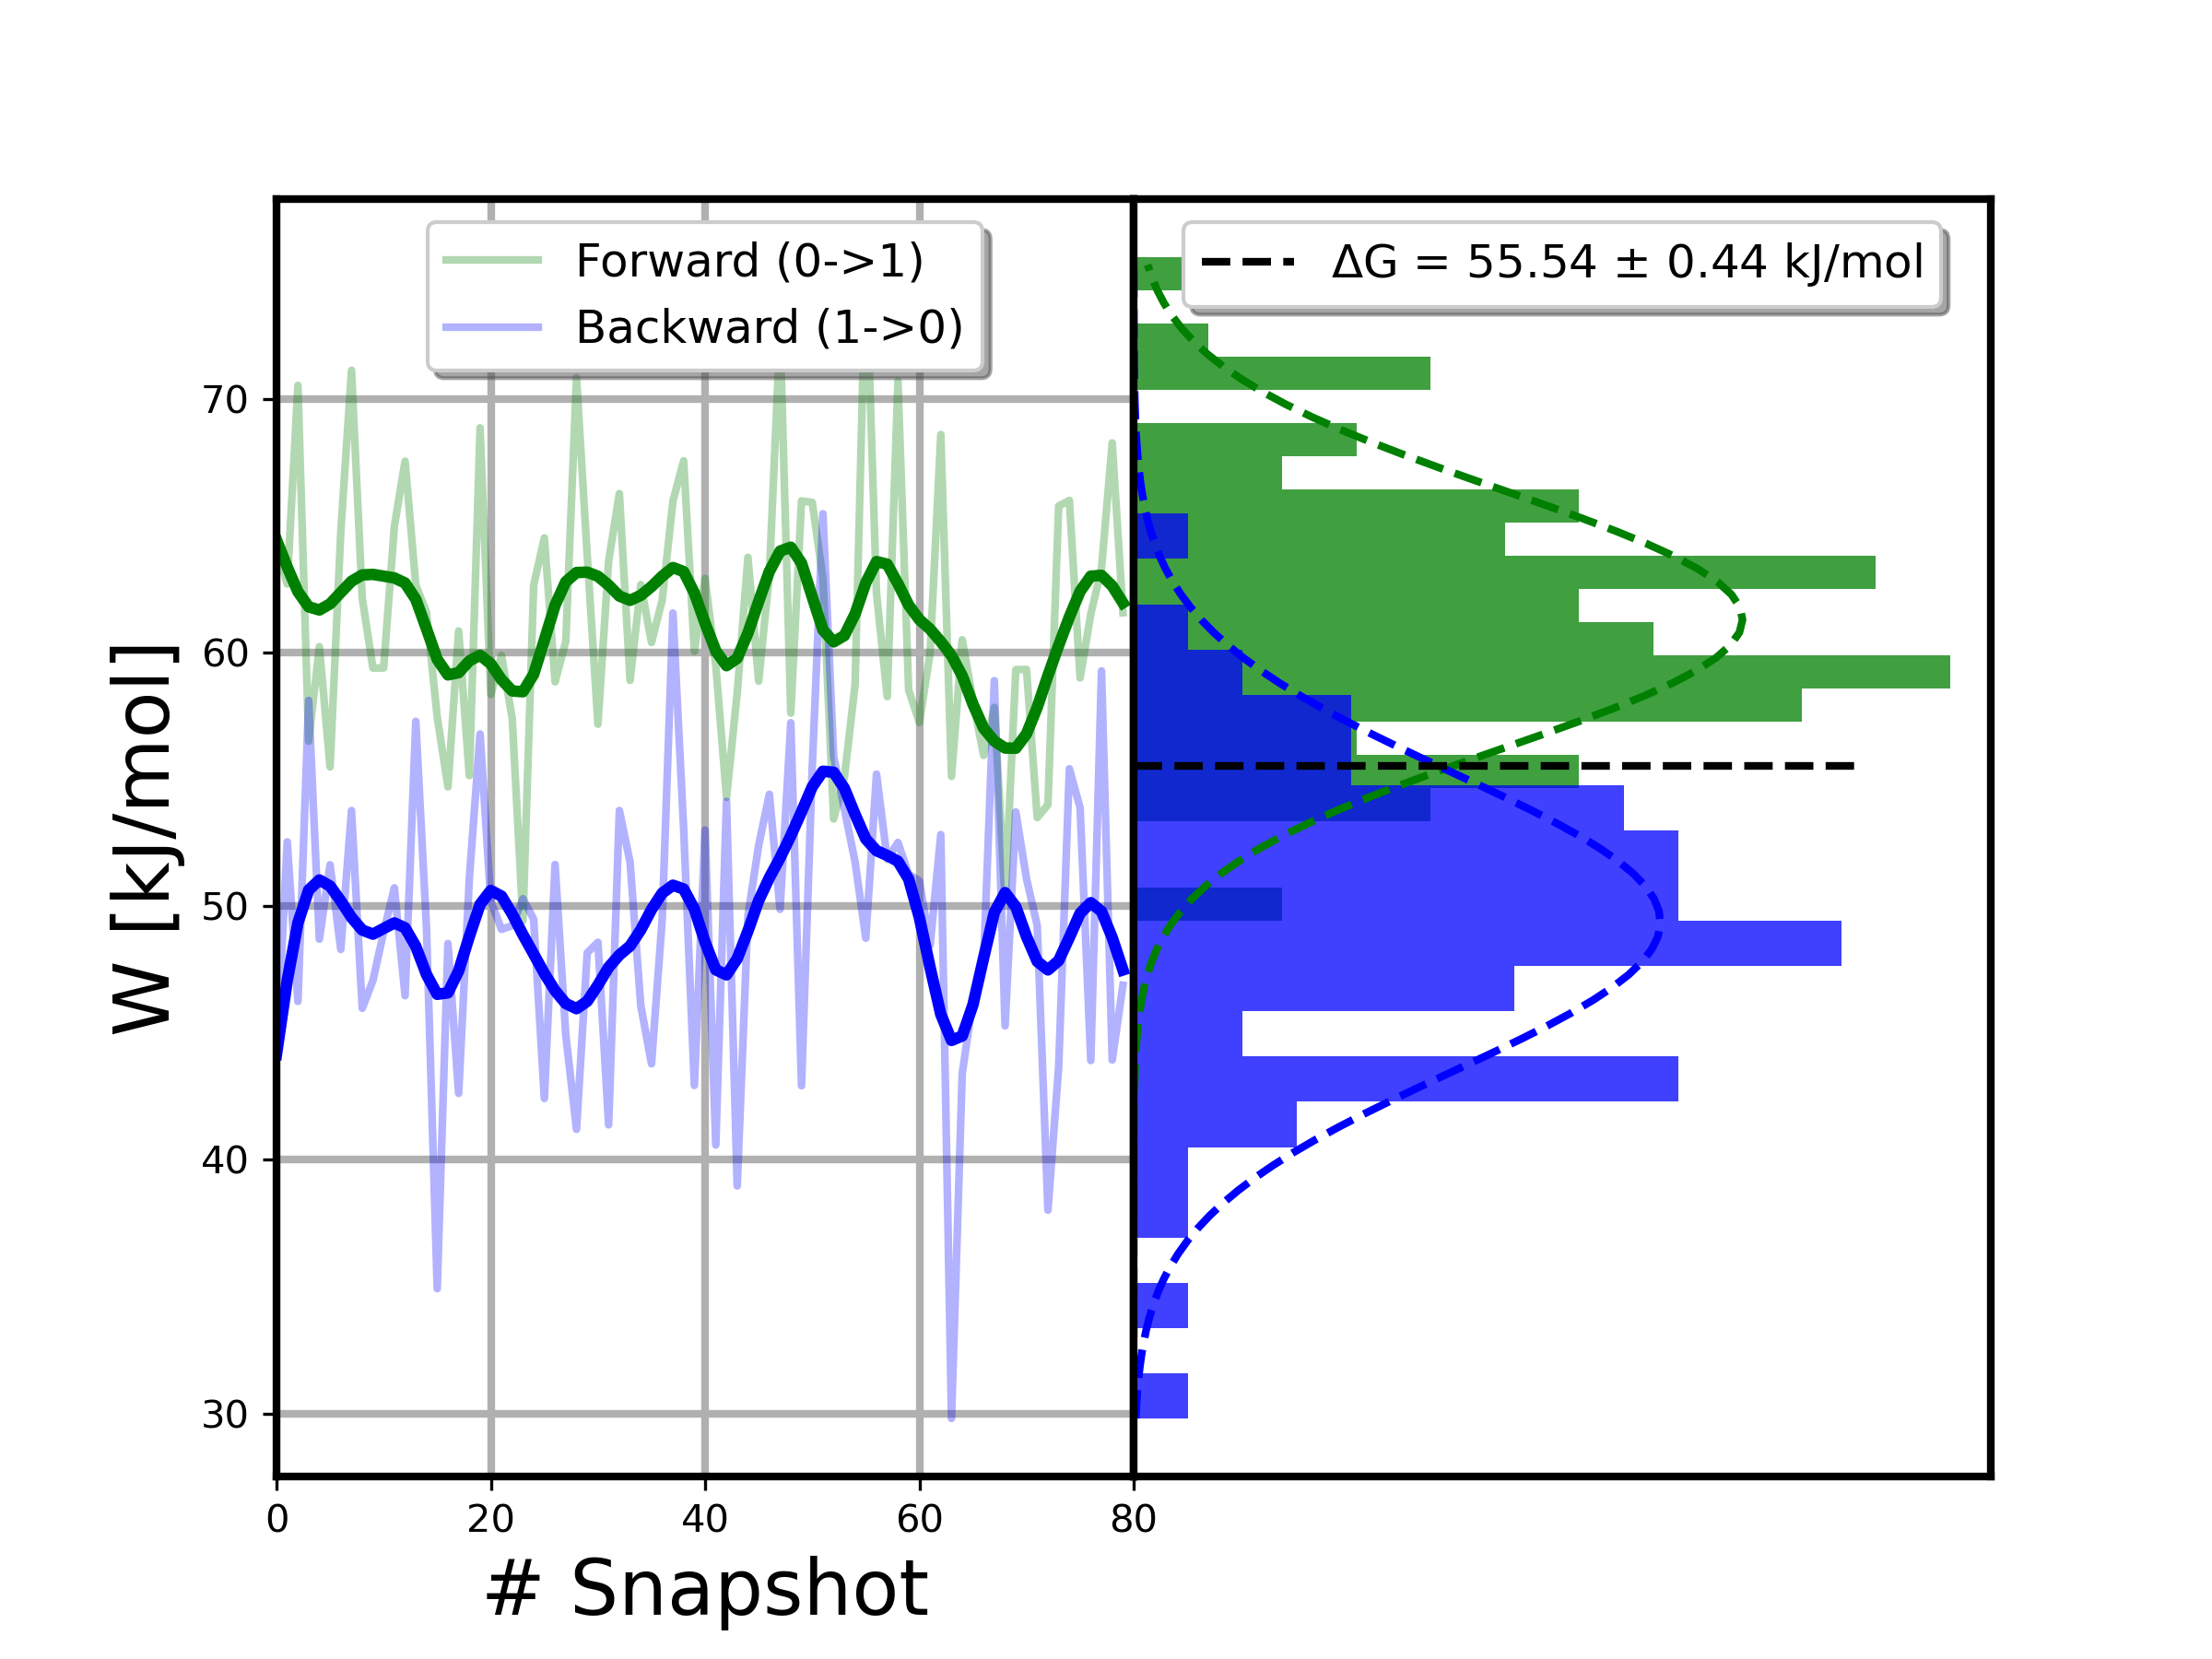 Forward (0->1)
Backward (1->0)
ΔG = 55.54 ± 0.44 kJ/mol
W [kJ/mol]
70
60
50
40
30
0 20 40 60 80
# Snapshot